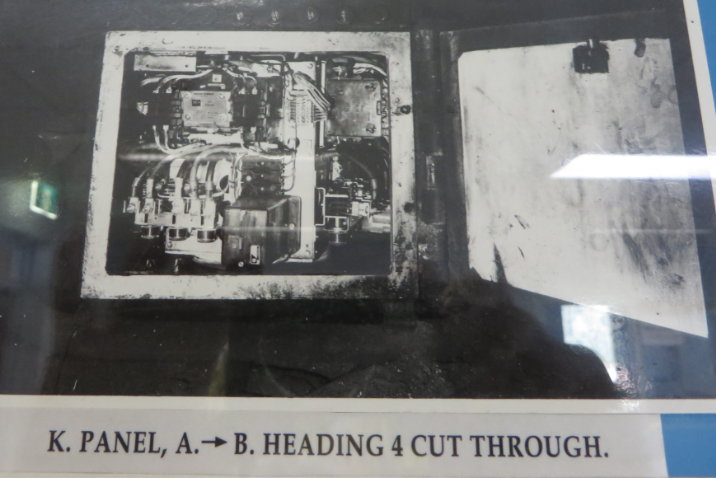 K. PANEL, A.→ B. HEADING 4 CUT THROUGH.